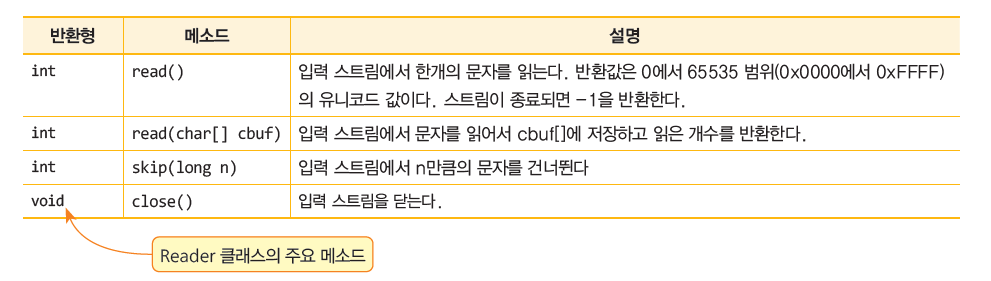 반환형 메소드 설명
int read() 입력 스트림에서 한개의 문자를 읽는다. 반환값은 0에서 65535 범위(0x0000에서 0xFFFF)
의 유니코드 값이다. 스트림이 종료되면 -1을 반환한다.
int read(char[] cbuf) 입력 스트림에서 문자를 읽어서 cbuf[]에 저장하고 읽은 개수를 반환한다.
int skip(long n) 입력 스트림에서 n만큼의 문자를 건너뛴다
void close() 입력 스트림을 닫는다.
Reader 클래스의 주요 메소드